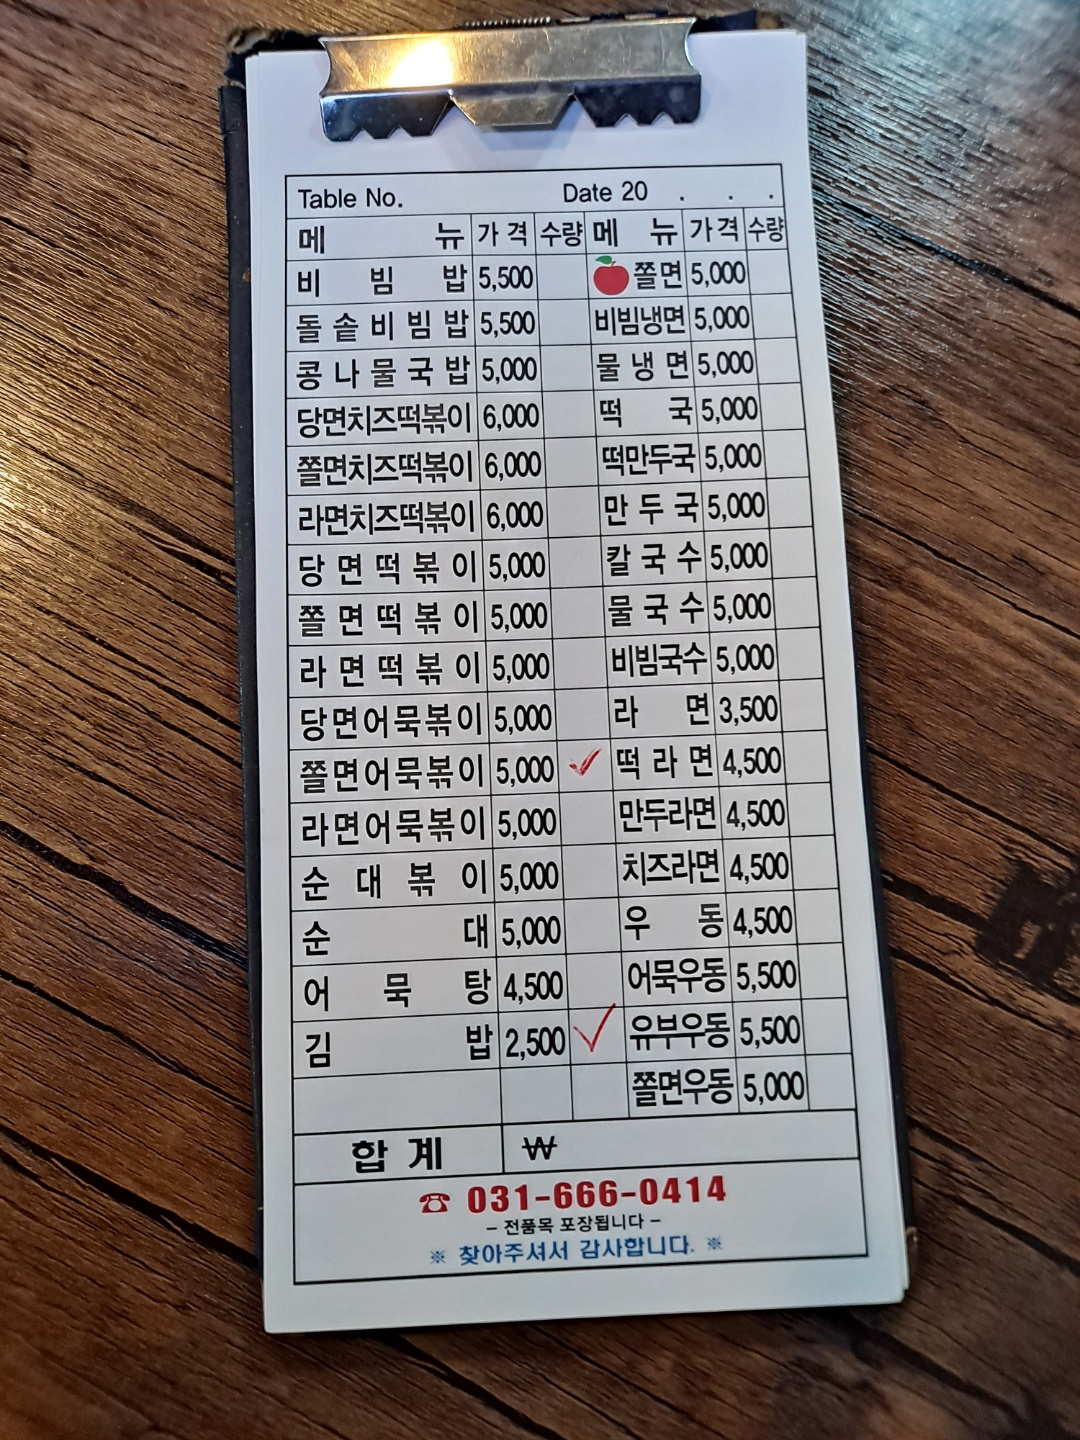 Table No. Date 20 . . .
메 뉴 가격 수량 메 뉴 가격 수량
비 빔 밥 5,500 쫄면 5,000
돌솥비빔밥 5,500 비빔냉면 5,000
콩나물국밥 5,000 물냉면 5,000
당면치즈떡볶이 6,000 떡 국 5,000
쫄면치즈떡볶이 6,000 떡만두국 5,000
라면치즈떡볶이 6,000 만두국 5,000
당면떡볶이 5,000 칼국수 5,000
쫄면떡볶이 5,000 물국수 5,000
라면떡볶이 5,000 비빔국수 5,000
당면어묵볶이 5,000 라 면 3,500
쫄면어묵볶이 5,000 ✓ 떡라면 4,500
라면어묵볶이 5,000 만두라면 4,500
순대볶이 5,000 치즈라면 4,500
순 대 5,000 우 동 4,500
어 묵 탕 4,500 어묵우동 5,500
김 밥 2,500 ✓ 유부우동 5,500
쫄면우동 5,000
합 계 ₩
☎ 031-666-0414
– 전품목 포장됩니다 –
※ 찾아주셔서 감사합니다. ※